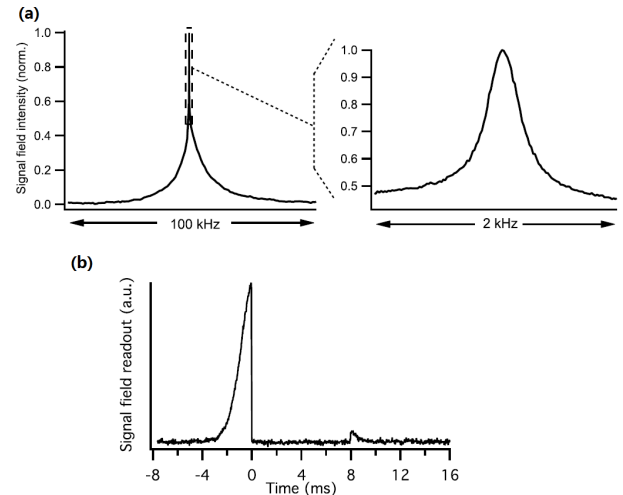 (a)
Signal field intensity (norm.)
1.0
0.8
0.6
0.4
0.2
0.0
100 kHz
1.0
0.9
0.8
0.7
0.6
0.5
2 kHz
(b)
Signal field readout (a.u.)
-8 -4 0 4 8 12 16
Time (ms)